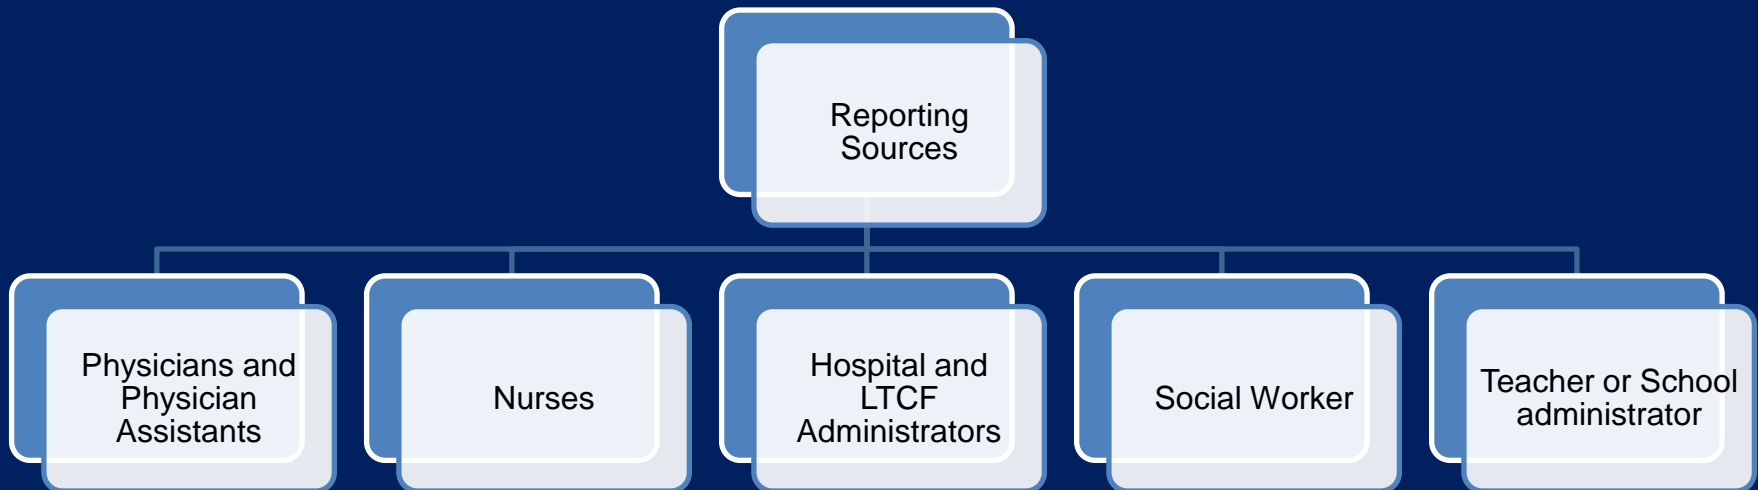 Reporting
Sources
Physicians and
Physician
Assistants
Nurses
Hospital and
LTCF
Administrators
Social Worker
Teacher or School
administrator